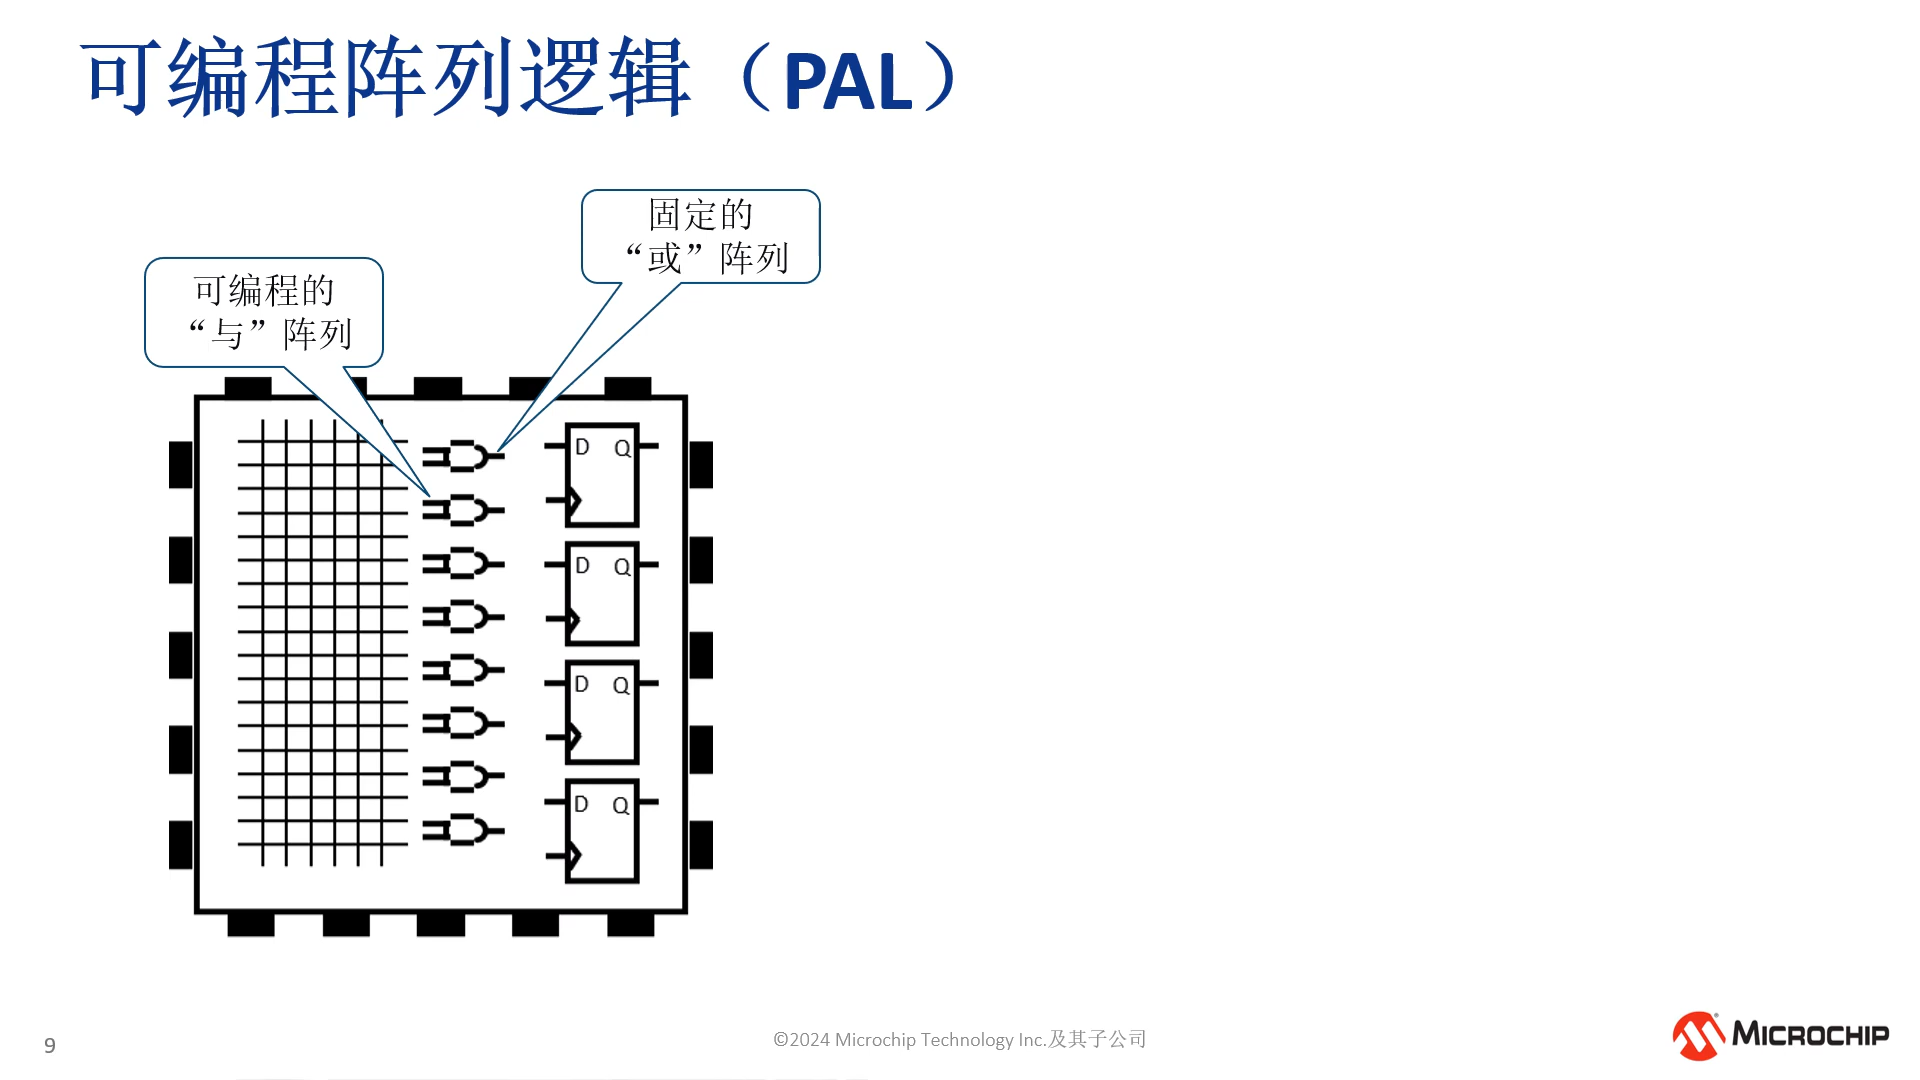 可编程阵列逻辑（PAL）
固定的
“或”阵列
可编程的
“与”阵列
D Q
D Q
D Q
D Q
9
©2024 Microchip Technology Inc.及其子公司
MICROCHIP